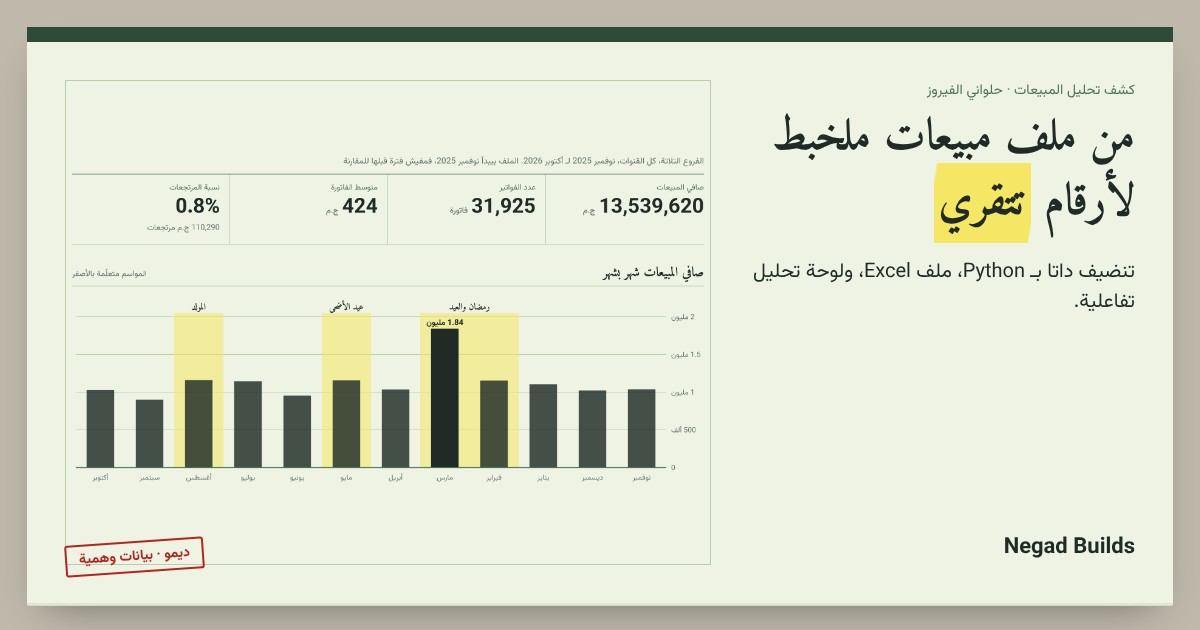 كشف تحليل المبيعات · حلواني الفيروز
من ملف مبيعات ملخبط
لأرقام تتقري
تنضيف داتا بـ Python، ملف Excel، ولوحة تحليل
تفاعلية.
Negad Builds
الفروع التلاتة، كل القنوات، نوفمبر 2025 لـ أكتوبر 2026. الملف بيبدأ نوفمبر 2025، فمفيش فترة قبلها للمقارنة
صافي المبيعات
13,539,620 ج.م
عدد الفواتير
31,925 فاتورة
متوسط الفاتورة
424 ج.م
نسبة المرتجعات
0.8%
110,290 ج.م مرتجعات
صافي المبيعات شهر بشهر
المواسم متعلّمة بالأصفر
رمضان والعيد
عيد الأضحى
المولد
1.84 مليون
2 مليون
1.5 مليون
1 مليون
500 ألف
0
نوفمبر
ديسمبر
يناير
فبراير
مارس
أبريل
مايو
يونيو
يوليو
أغسطس
سبتمبر
أكتوبر
ديمو · بيانات وهمية